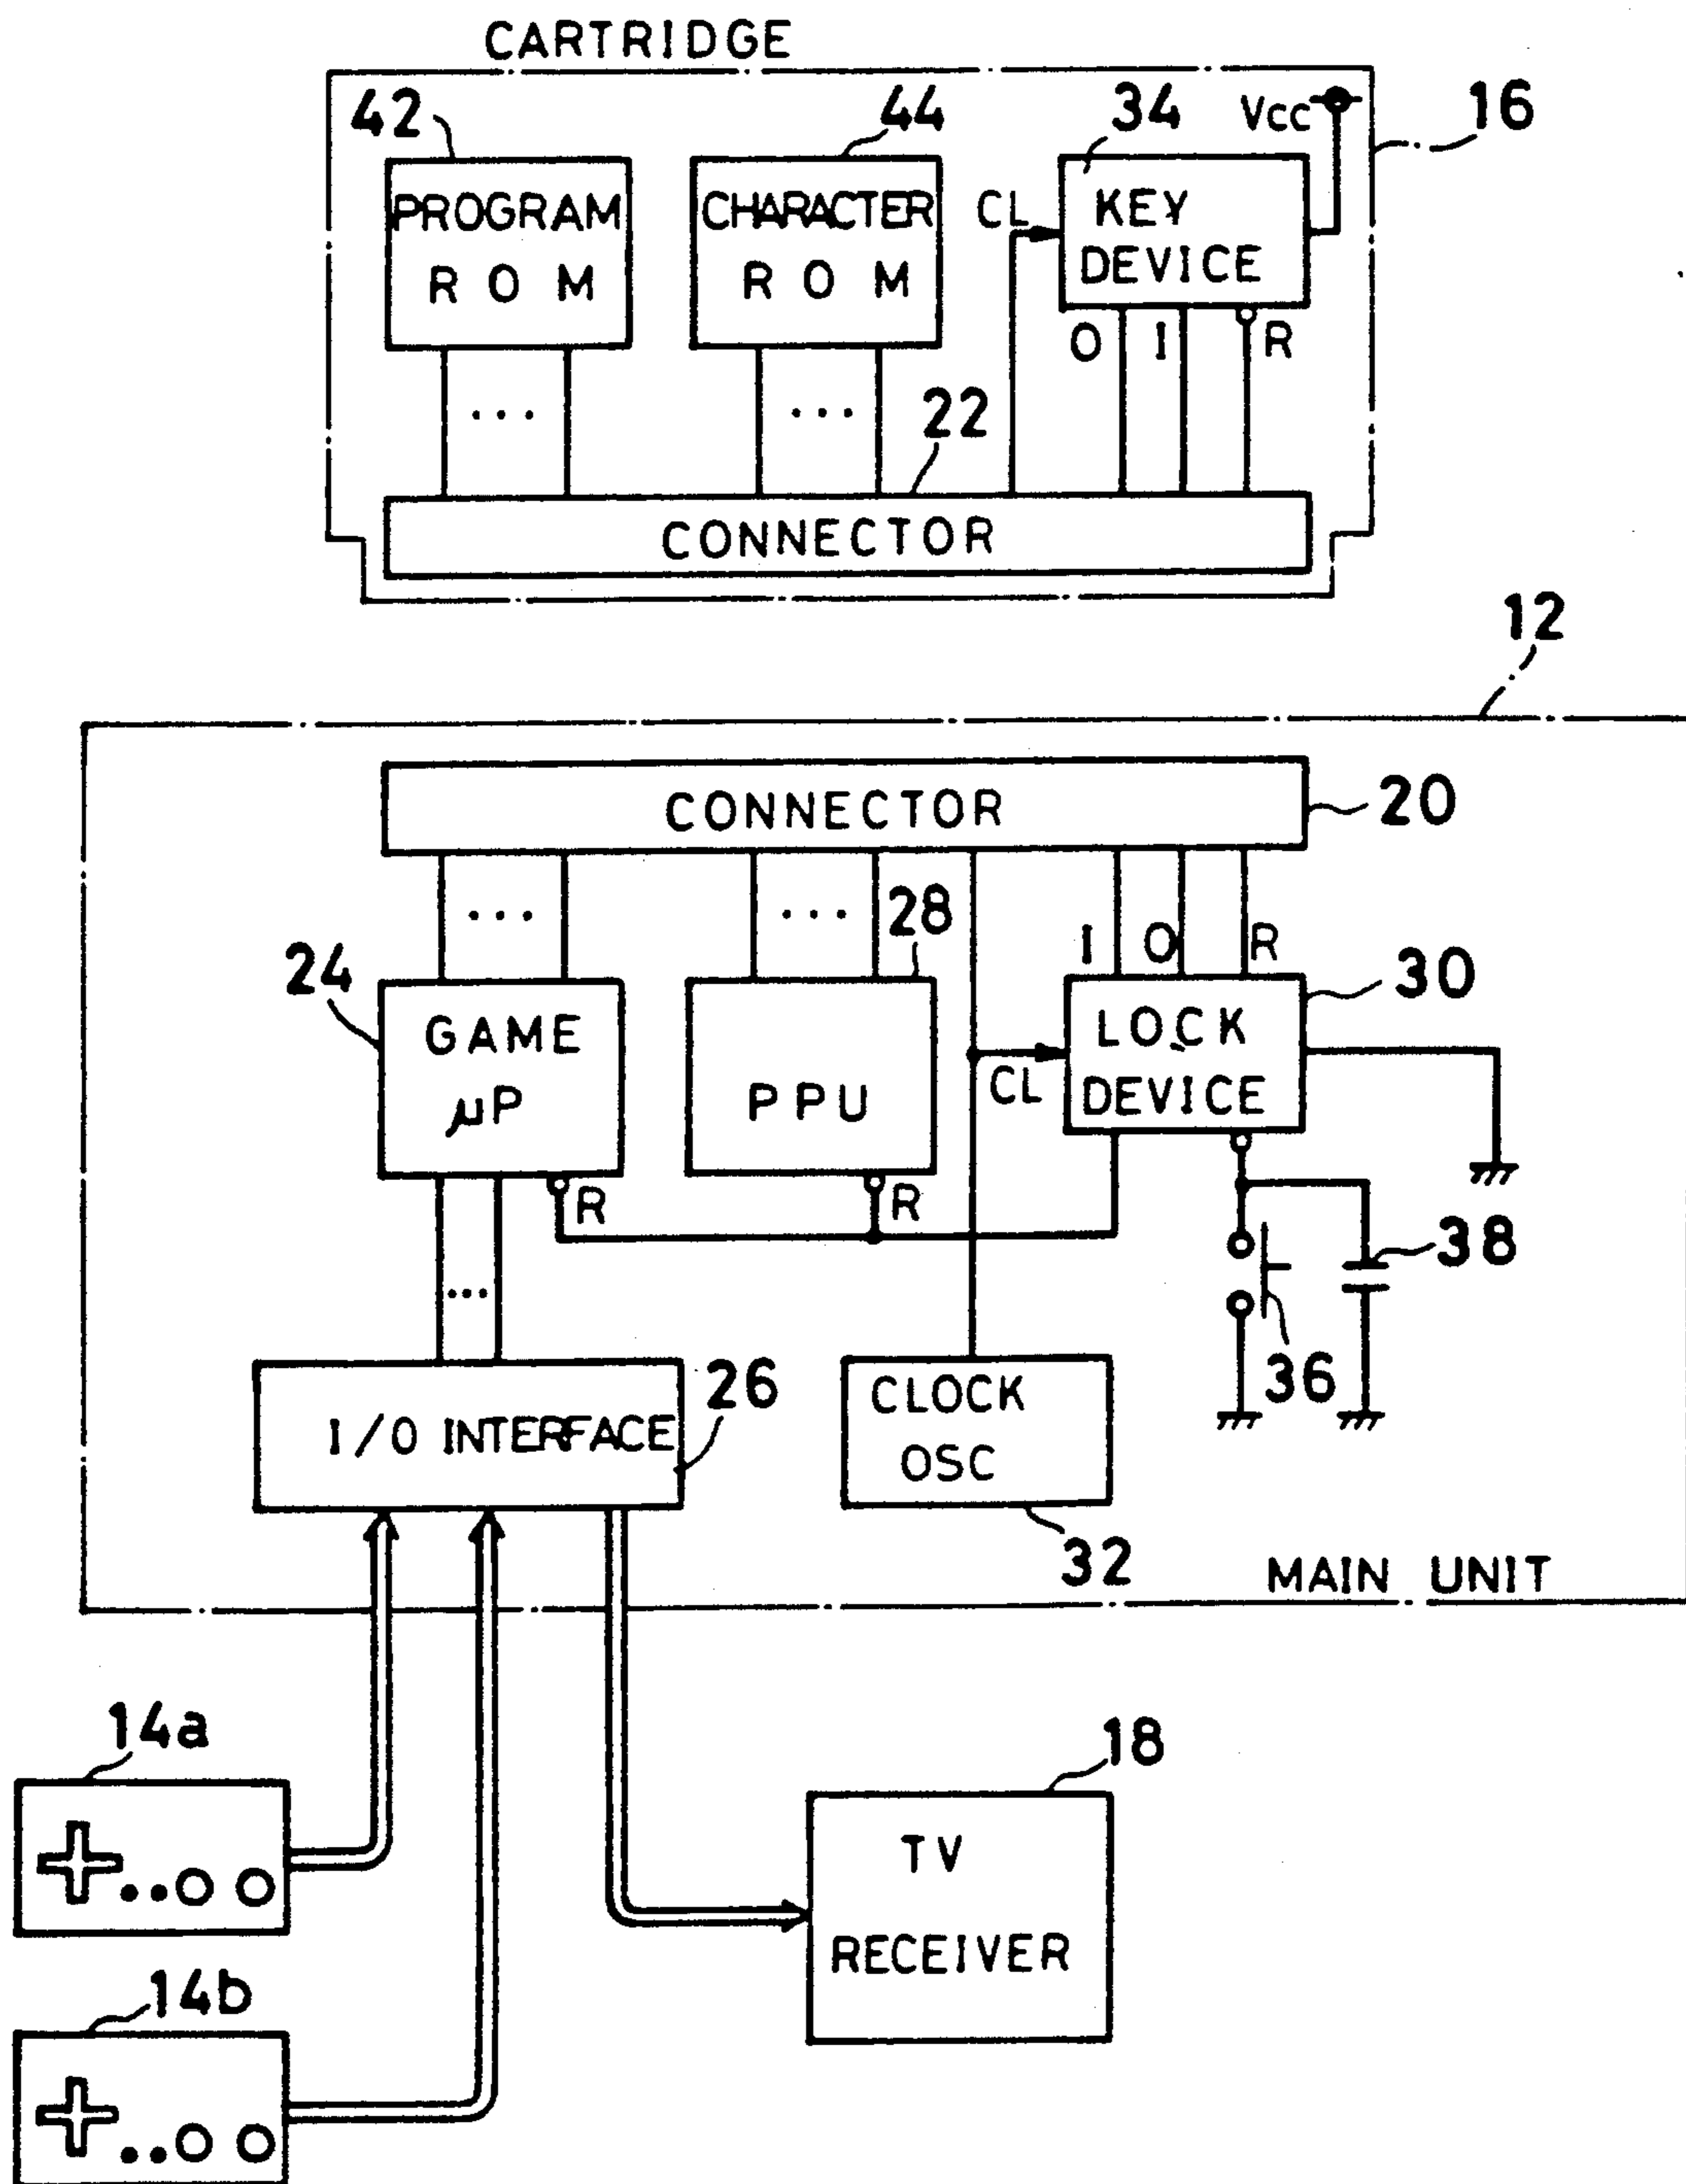 CARTRIDGE
42
44
34
Vcc
16
PROGRAM
ROM
CHARACTER
ROM
CL
KEY
DEVICE
O
I
R
22
CONNECTOR
12
CONNECTOR
20
28
I
O
R
24
30
GAME
μP
PPU
LOCK
DEVICE
CL
R
R
38
36
26
I/O INTERFACE
CLOCK
OSC
32
MAIN UNIT
14a
18
TV
RECEIVER
14b